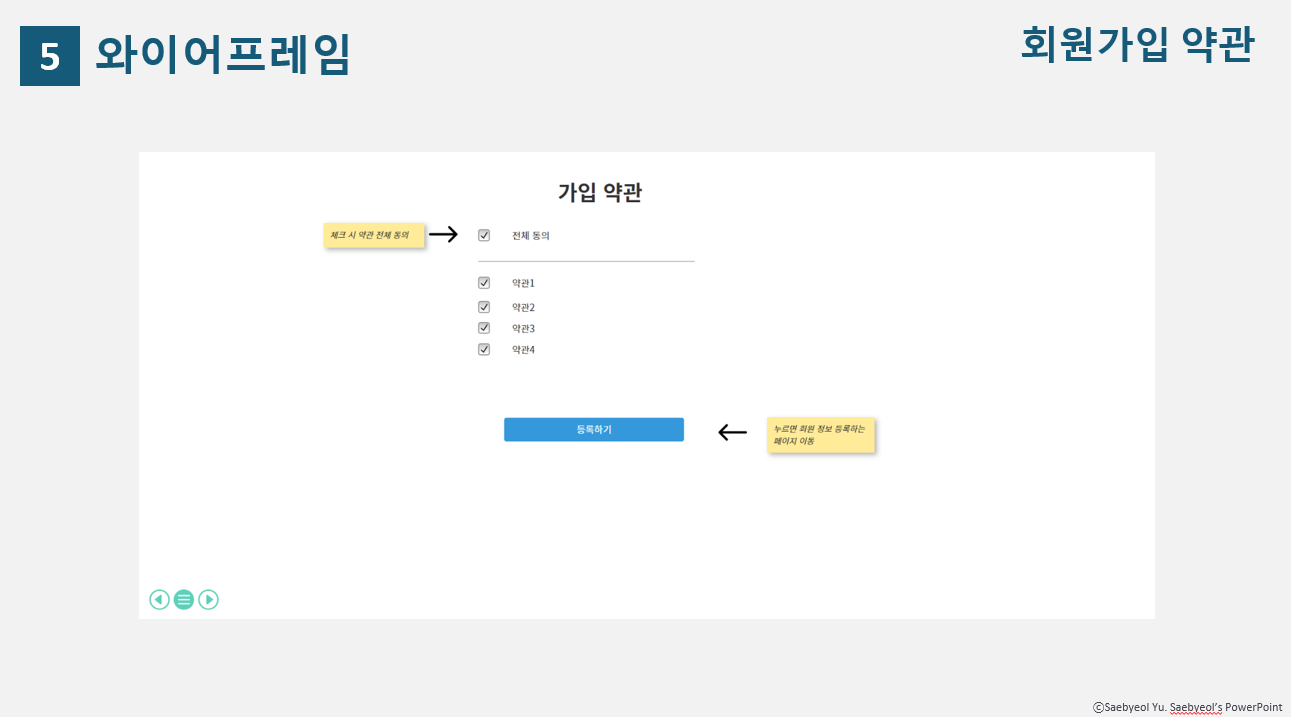 5
와이어프레임
회원가입 약관
가입 약관
체크 시 약관 전체 동의
전체 동의
약관1
약관2
약관3
약관4
등록하기
누르면 회원 정보 등록하는
페이지 이동
ⓒSaebyeol Yu. Saebyeol's PowerPoint